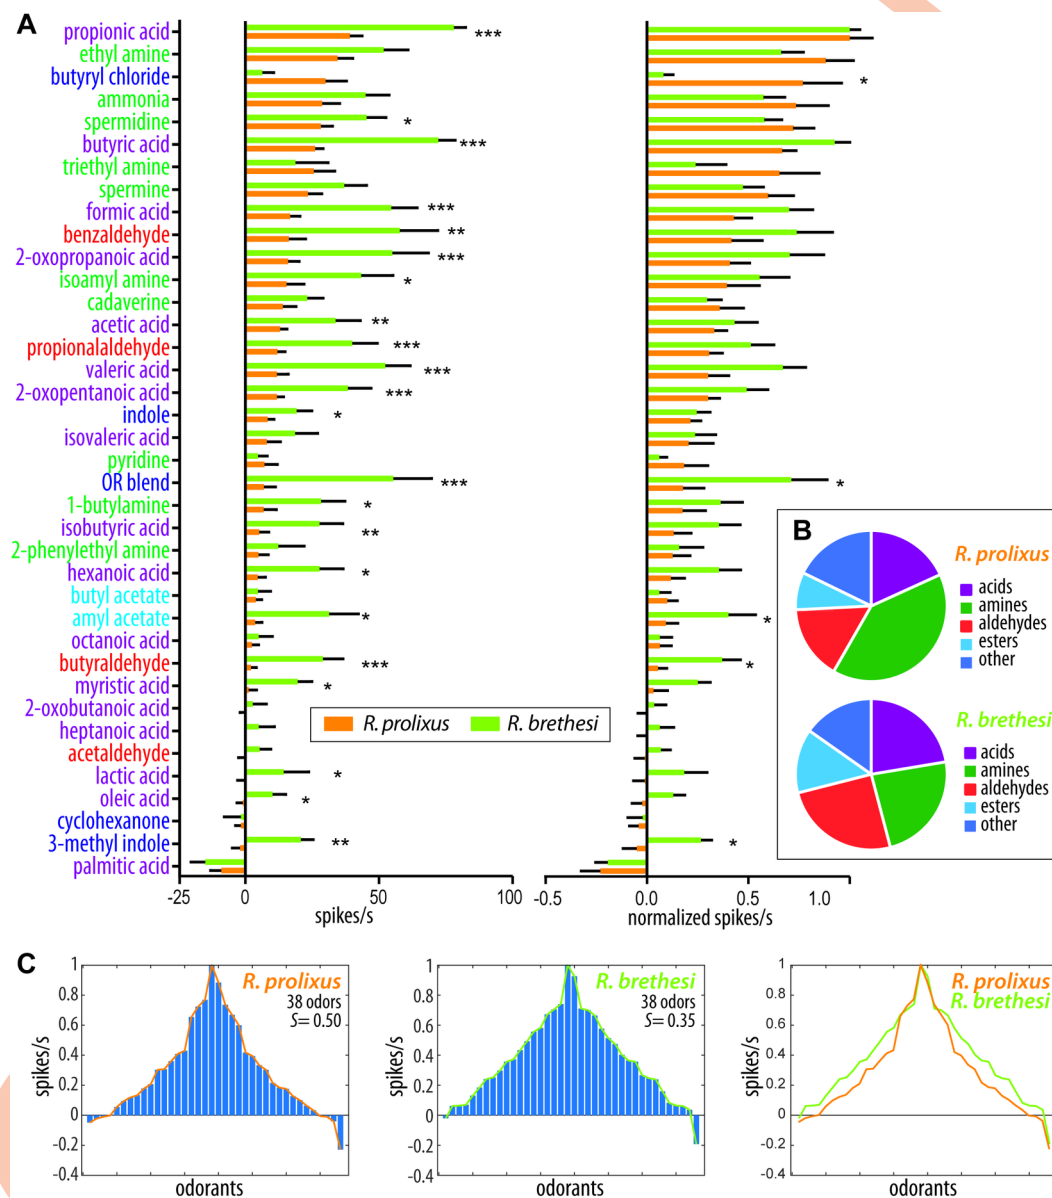 A
propionic acid
***
ethyl amine
butyryl chloride
*
ammonia
spermidine
*
butyric acid
***
triethyl amine
spermine
formic acid
***
benzaldehyde
**
2-oxopropanoic acid
***
isoamyl amine
*
cadaverine
acetic acid
**
propionalaldehyde
***
valeric acid
***
2-oxopentanoic acid
***
indole
*
isovaleric acid
pyridine
OR blend
***
*
1-butylamine
*
isobutyric acid
**
2-phenylethyl amine
hexanoic acid
*
butyl acetate
amyl acetate
*
*
octanoic acid
butyraldehyde
***
*
myristic acid
*
2-oxobutanoic acid
heptanoic acid
acetaldehyde
lactic acid
*
oleic acid
*
cyclohexanone
3-methyl indole
**
*
palmitic acid
R. prolixus
R. brethesi
-25
0
50
100
spikes/s
-0.5
0.0
0.5
1.0
normalized spikes/s
B
R. prolixus
acids
amines
aldehydes
esters
other
R. brethesi
acids
amines
aldehydes
esters
other
C
R. prolixus
38 odors
S= 0.50
1
0.8
0.6
0.4
0.2
0
-0.2
-0.4
spikes/s
odorants
R. brethesi
38 odors
S= 0.35
1
0.8
0.6
0.4
0.2
0
-0.2
-0.4
spikes/s
odorants
R. prolixus
R. brethesi
1
0.8
0.6
0.4
0.2
0
-0.2
-0.4
spikes/s
odorants